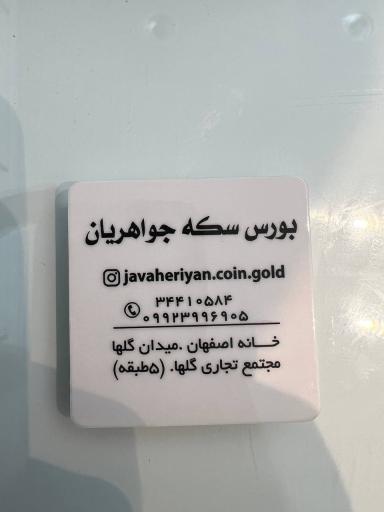 بورس سکه جواهریان
javaheriyan.coin.gold
۳۴۴۱۰۵۸۴
۰۹۹۲۳۹۹۶۹۰۵
خانه اصفهان .میدان گلها
مجتمع تجاری گلها. (۵طبقه)